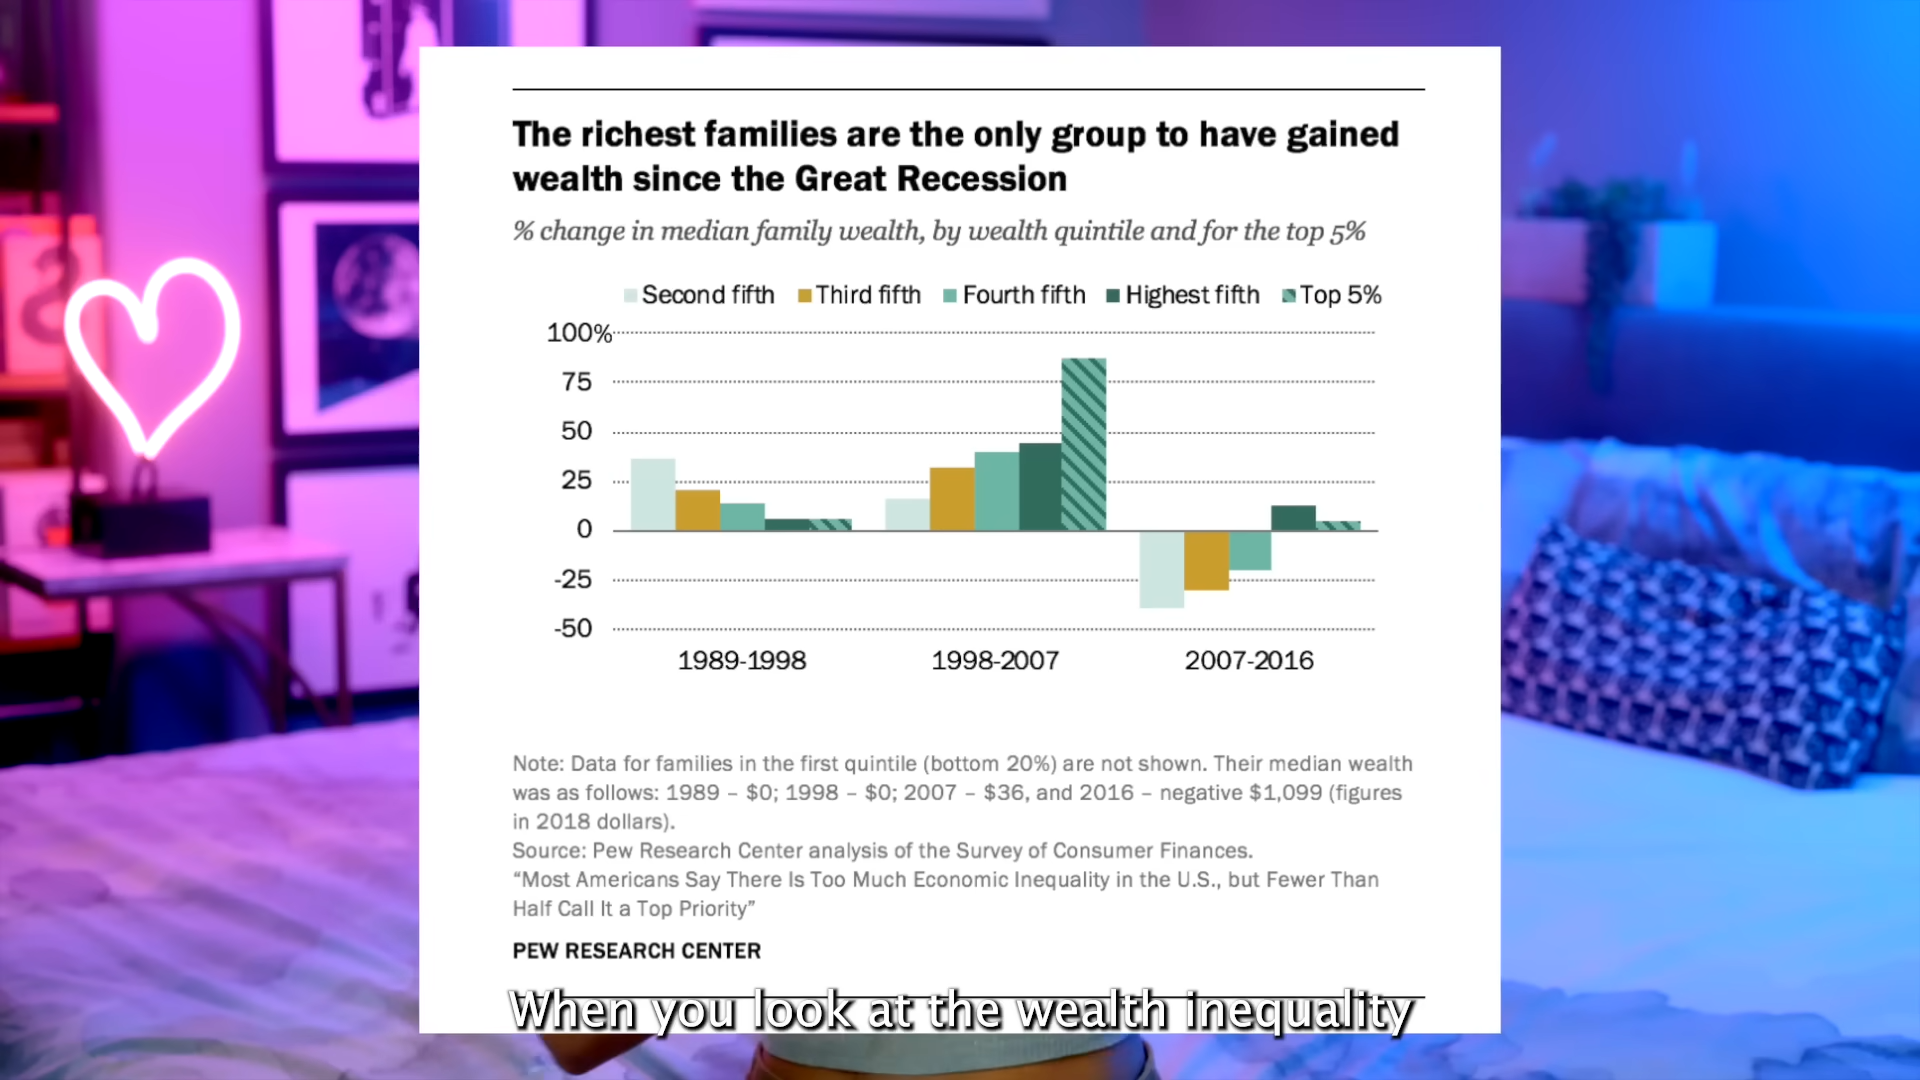 The richest families are the only group to have gained
wealth since the Great Recession
% change in median family wealth, by wealth quintile and for the top 5%
Second fifth Third fifth Fourth fifth Highest fifth Top 5%
100%
75
50
25
0
-25
-50
1989-1998 1998-2007 2007-2016
Note: Data for families in the first quintile (bottom 20%) are not shown. Their median wealth
was as follows: 1989 – $0; 1998 – $0; 2007 – $36, and 2016 – negative $1,099 (figures
in 2018 dollars).
Source: Pew Research Center analysis of the Survey of Consumer Finances.
“Most Americans Say There Is Too Much Economic Inequality in the U.S., but Fewer Than
Half Call It a Top Priority”
PEW RESEARCH CENTER
When you look at the wealth inequality